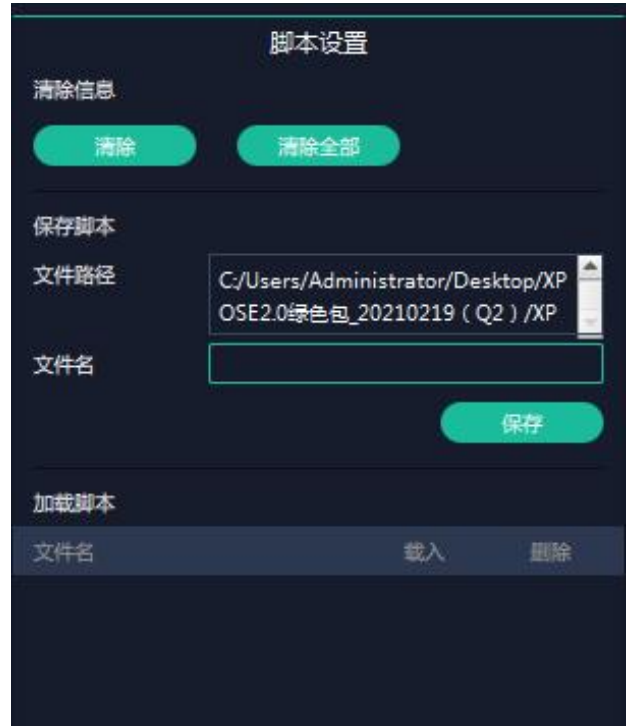 脚本设置
清除信息
清除 清除全部
保存脚本
文件路径 C:/Users/Administrator/Desktop/XP
OSE2.0绿色包_20210219（Q2）/XP
文件名
保存
加载脚本
文件名 载入 删除